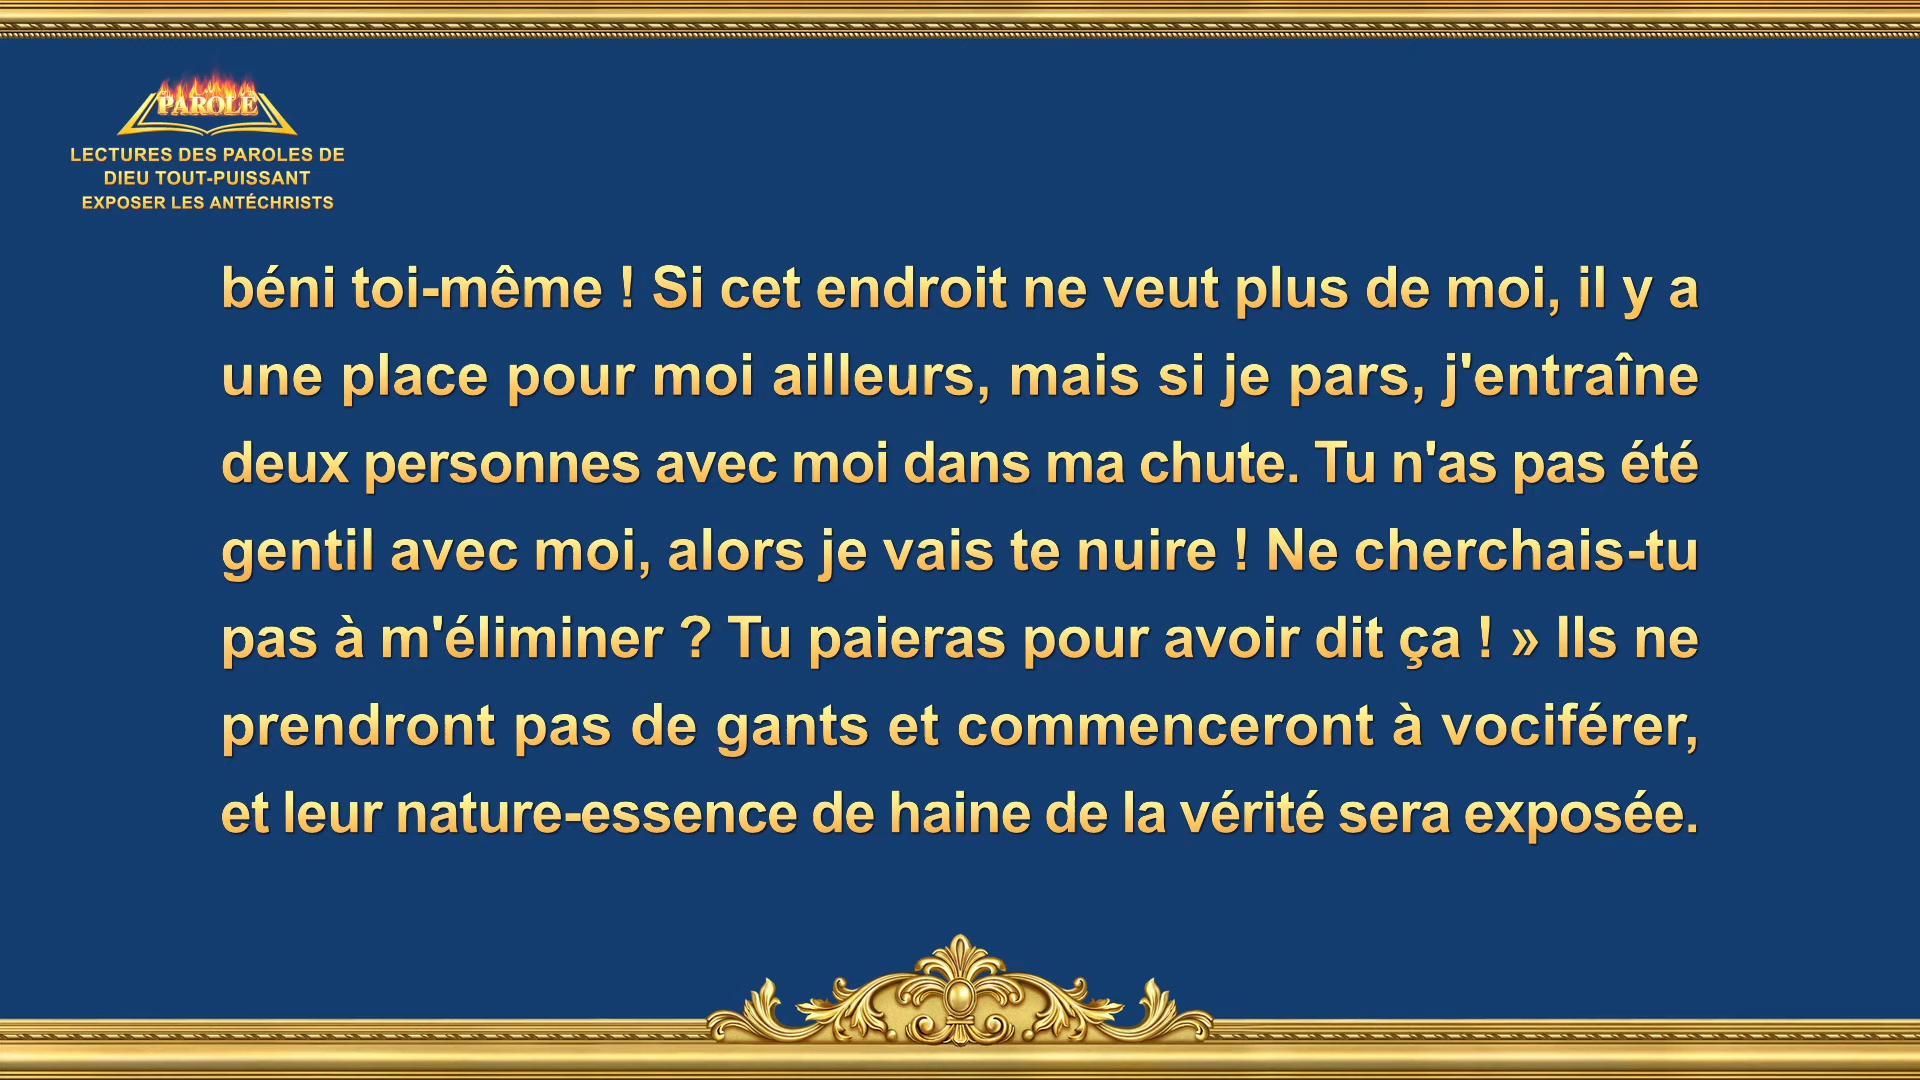 PAROLE
LECTURES DES PAROLES DE
DIEU TOUT-PUISSANT
EXPOSER LES ANTÉCHRISTS
béni toi-même ! Si cet endroit ne veut plus de moi, il y a
une place pour moi ailleurs, mais si je pars, j'entraîne
deux personnes avec moi dans ma chute. Tu n'as pas été
gentil avec moi, alors je vais te nuire ! Ne cherchais-tu
pas à m'éliminer ? Tu paieras pour avoir dit ça ! » Ils ne
prendront pas de gants et commenceront à vociférer,
et leur nature-essence de haine de la vérité sera exposée.